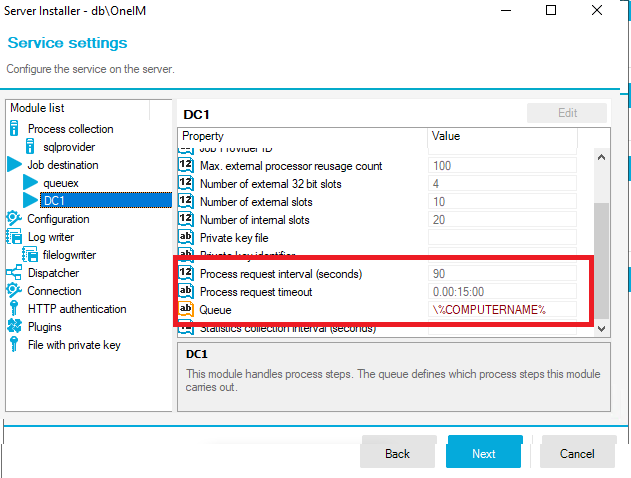 Server Installer - db\OneIM
Service settings
Configure the service on the server.
Module list
Process collection
sqlprovider
Job destination
queuex
DC1
Configuration
Log writer
filelogwriter
Dispatcher
Connection
HTTP authentication
Plugins
File with private key
DC1
Edit
Property Value
Job Provider ID
Max. external processor reusage count 100
Number of external 32 bit slots 4
Number of external slots 10
Number of internal slots 20
Private key file
Private key identifier
Process request interval (seconds) 90
Process request timeout 0.00:15:00
Queue \%COMPUTERNAME%
Statistics collection interval (seconds)
DC1
This module handles process steps. The queue defines which process steps this module
carries out.
Back Next Cancel